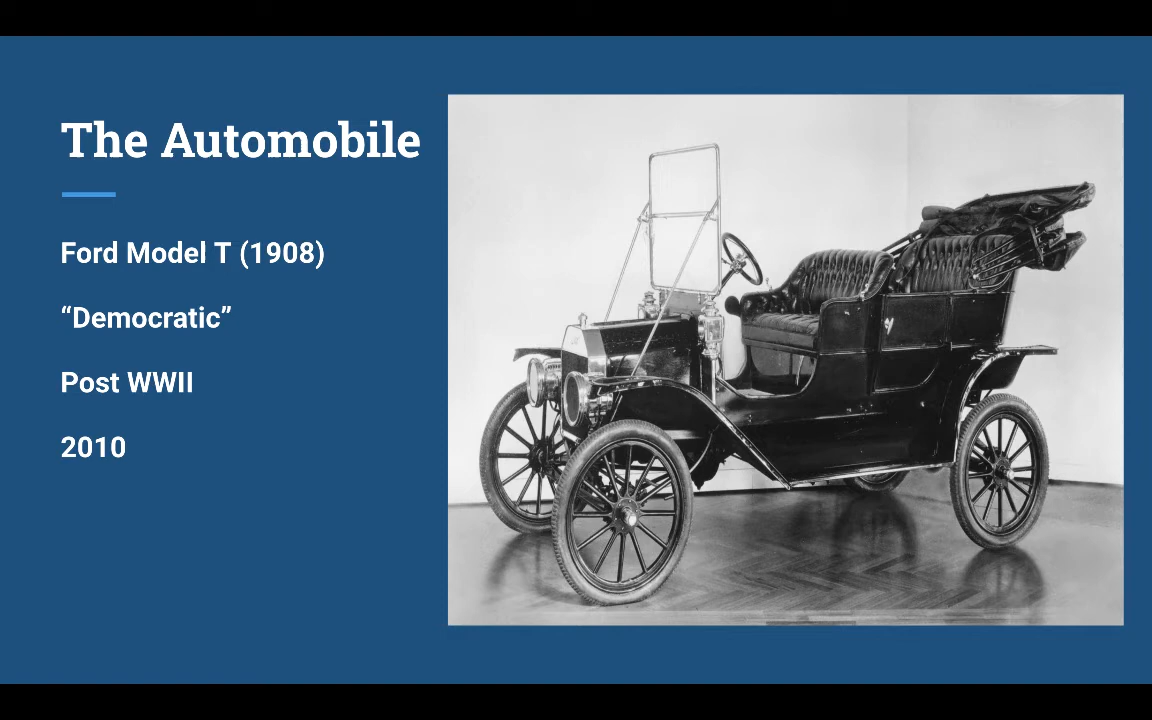 The Automobile
Ford Model T (1908)
“Democratic”
Post WWII
2010